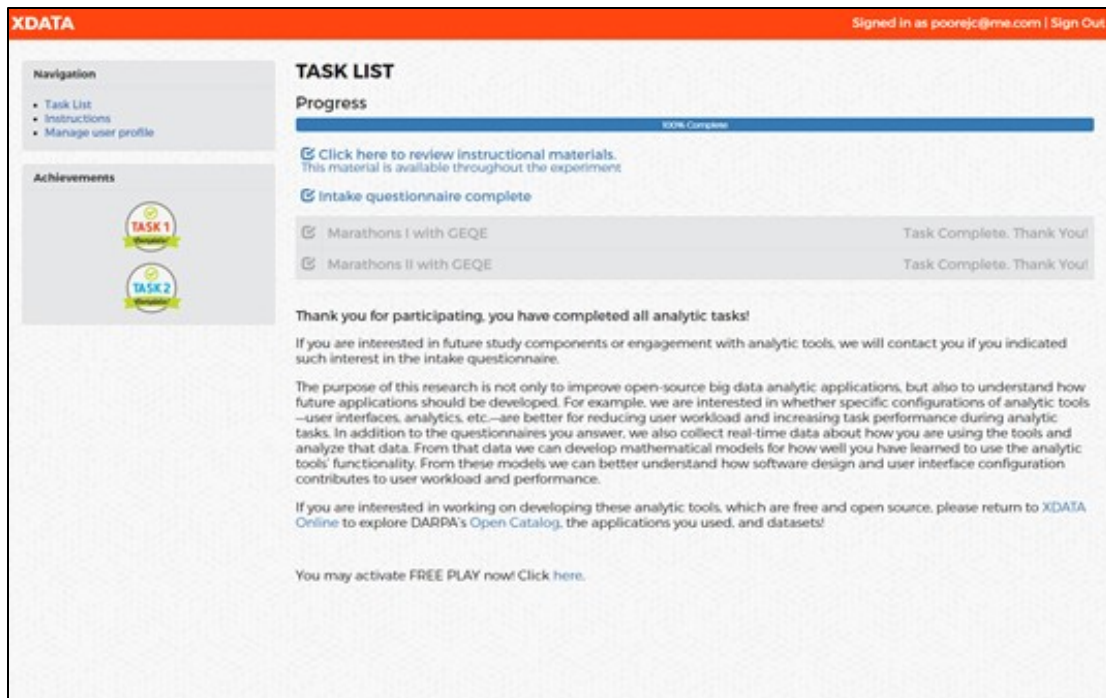 XDATA
Signed in as poorejc@me.com | Sign Out
Navigation
Task List
Instructions
Manage user profile
Achievements
TASK 1
Complete!
TASK 2
Complete!
TASK LIST
Progress
100% Complete
Click here to review instructional materials.
This material is available throughout the experiment
Intake questionnaire complete
Marathons I with GEQE Task Complete. Thank You!
Marathons II with GEQE Task Complete. Thank You!
Thank you for participating, you have completed all analytic tasks!
If you are interested in future study components or engagement with analytic tools, we will contact you if you indicated
such interest in the intake questionnaire.
The purpose of this research is not only to improve open-source big data analytic applications, but also to understand how
future applications should be developed. For example, we are interested in whether specific configurations of analytic tools
—user interfaces, analytics, etc.—are better for reducing user workload and increasing task performance during analytic
tasks. In addition to the questionnaires you answer, we also collect real-time data about how you are using the tools and
analyze that data. From that data we can develop mathematical models for how well you have learned to use the analytic
tools' functionality. From these models we can better understand how software design and user interface configuration
contributes to user workload and performance.
If you are interested in working on developing these analytic tools, which are free and open source, please return to XDATA
Online to explore DARPA's Open Catalog, the applications you used, and datasets!
You may activate FREE PLAY now! Click here.